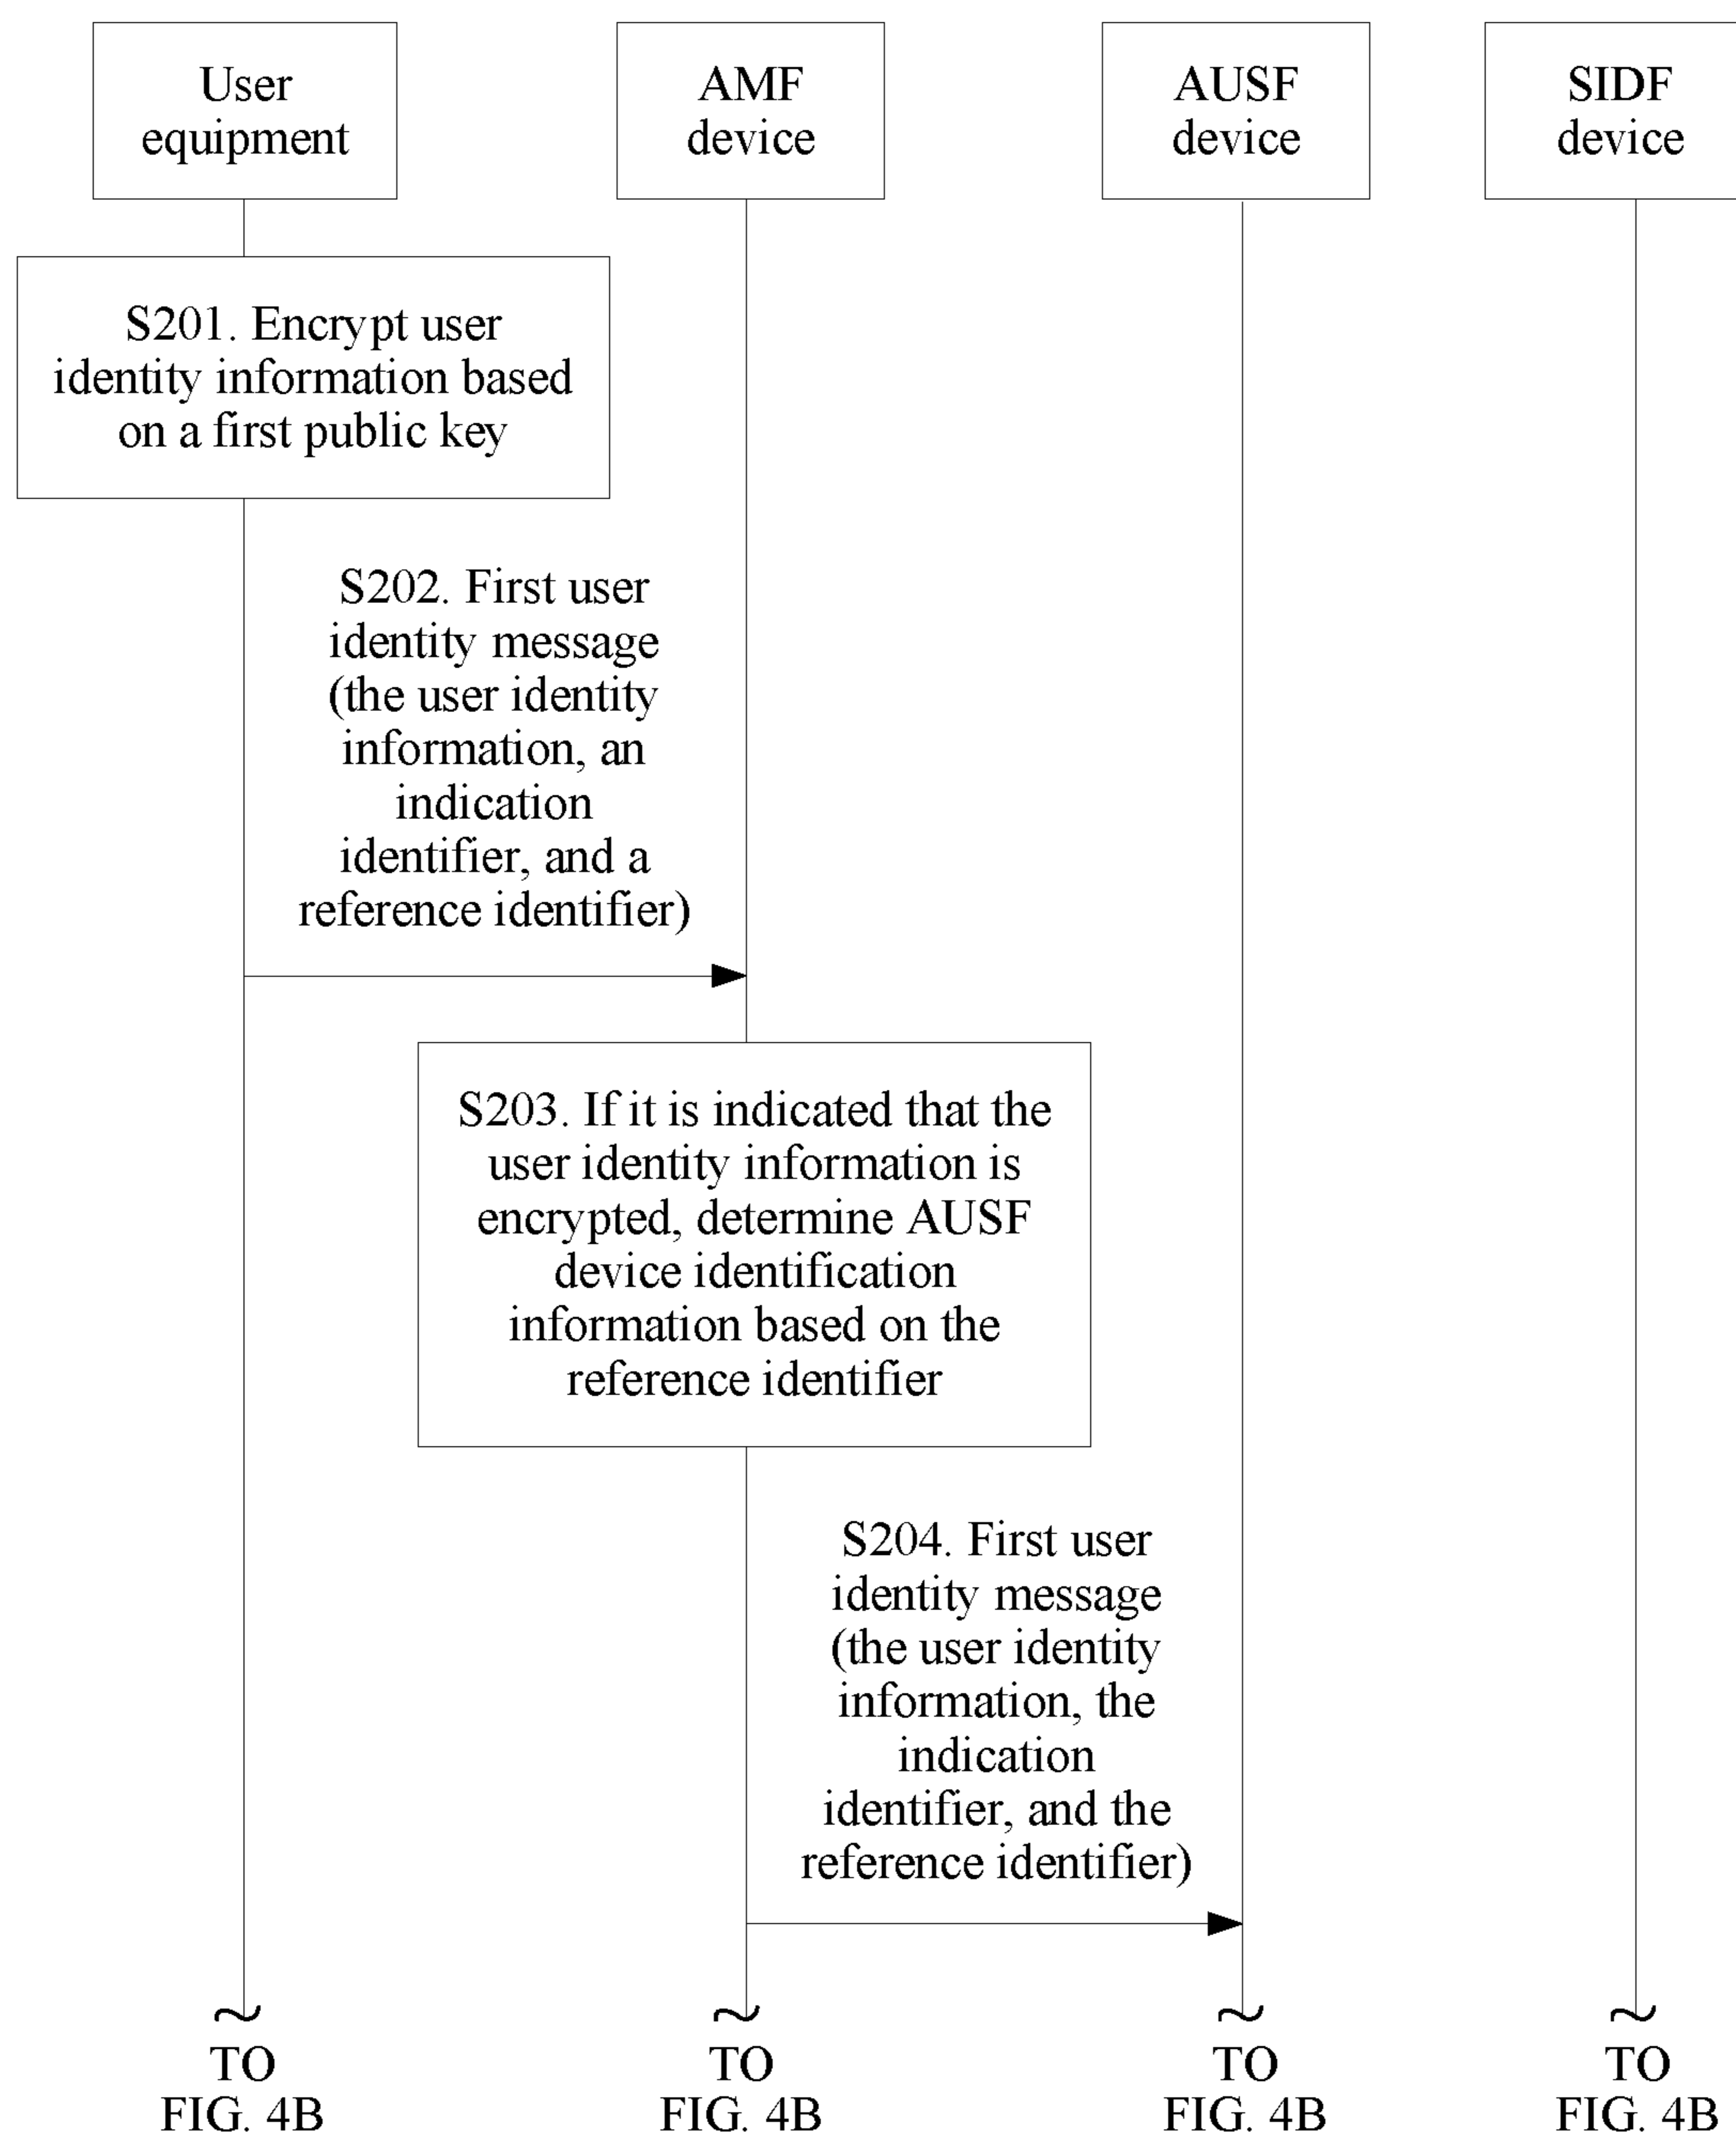 User
equipment
AMF
device
AUSF
device
SIDF
device
S201. Encrypt user
identity information based
on a first public key
S202. First user
identity message
(the user identity
information, an
indication
identifier, and a
reference identifier)
S203. If it is indicated that the
user identity information is
encrypted, determine AUSF
device identification
information based on the
reference identifier
S204. First user
identity message
(the user identity
information, the
indication
identifier, and the
reference identifier)
TO
FIG. 4B
TO
FIG. 4B
TO
FIG. 4B
TO
FIG. 4B